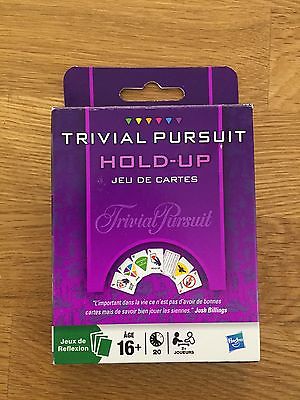 TRIVIAL PURSUIT
HOLD-UP
JEU DE CARTES
Trivial Pursuit
"L'important dans la vie ce n'est pas d'avoir de bonnes
cartes mais de savoir bien jouer les siennes." Josh Billings
Jeux de
Réflexion
ÂGE
16+
20
2+
JOUEURS
Hasbro